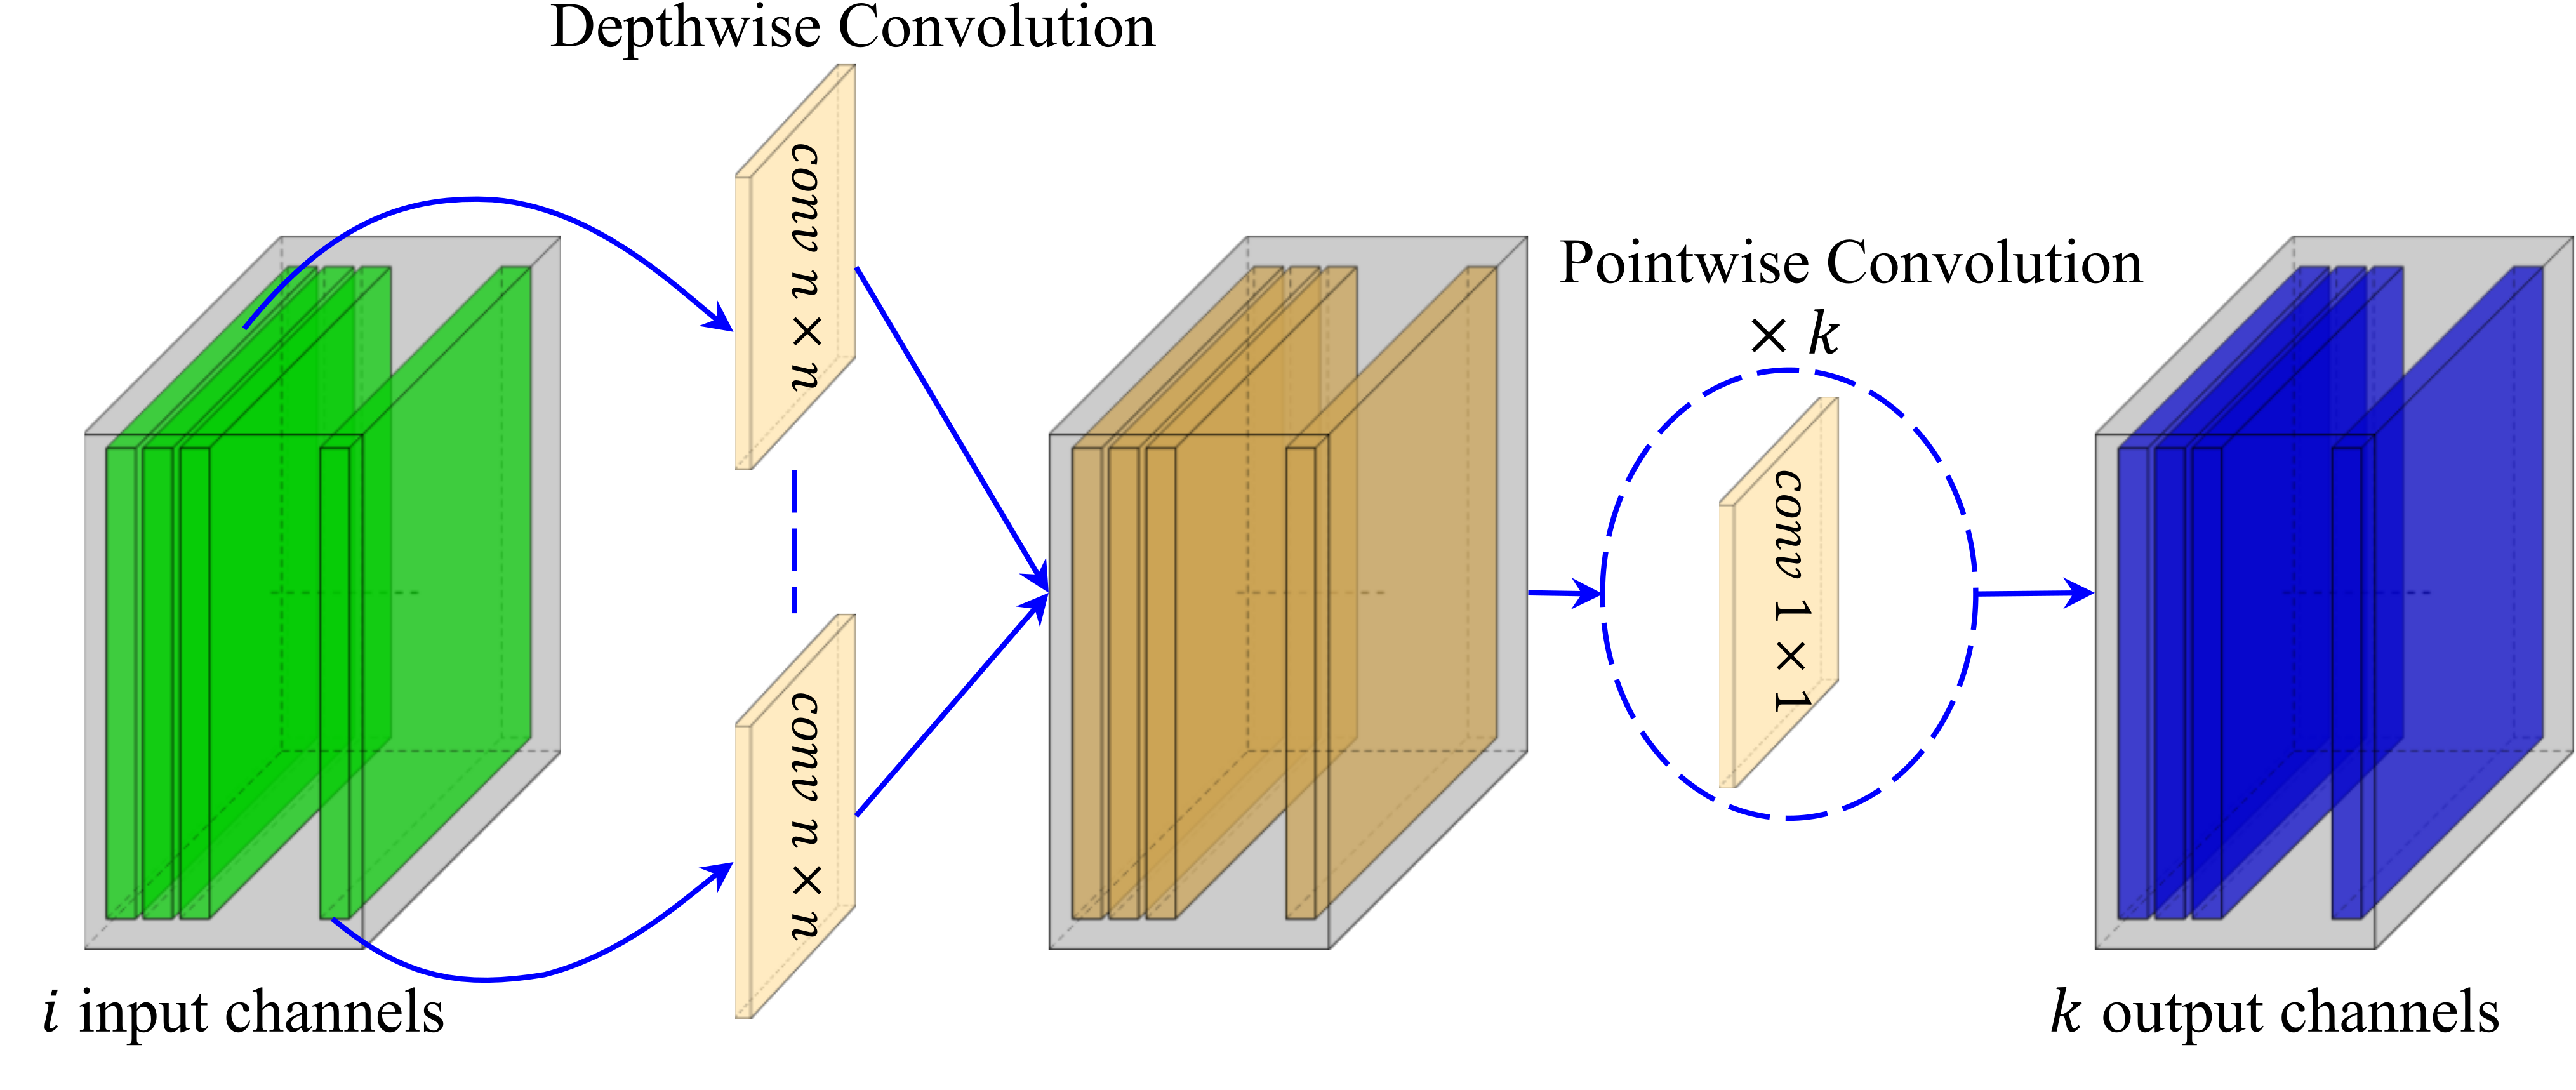 Depthwise Convolution
conv n × n
conv n × n
Pointwise Convolution
× k
conv 1 × 1
i input channels
k output channels